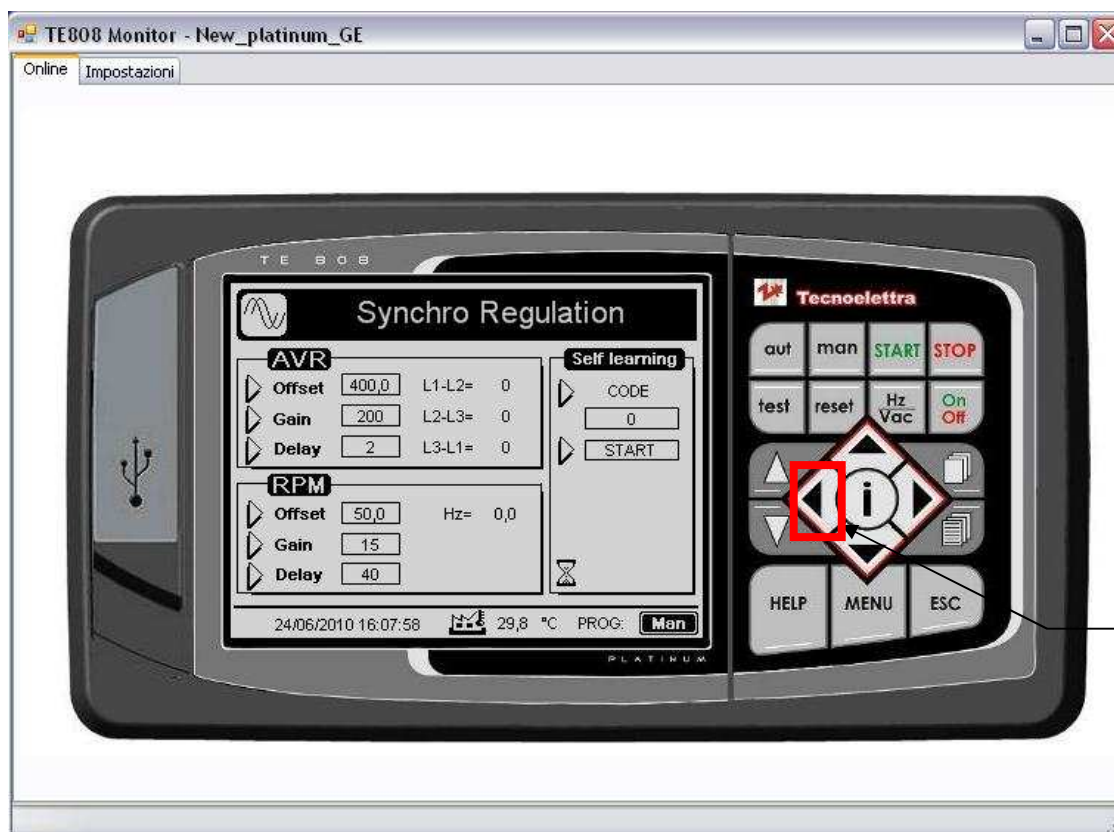 TE808 Monitor - New_platinum_GE
Online Impostazioni
TE 808
Synchro Regulation
AVR
Offset 400,0 L1-L2= 0
Gain 200 L2-L3= 0
Delay 2 L3-L1= 0
RPM
Offset 50,0 Hz= 0,0
Gain 15
Delay 40
Self learning
CODE
0
START
24/06/2010 16:07:58 29,8 °C PROG: Man
PLATINUM
Tecnoelettra
aut man START STOP
test reset Hz Vac On Off
i
HELP MENU ESC